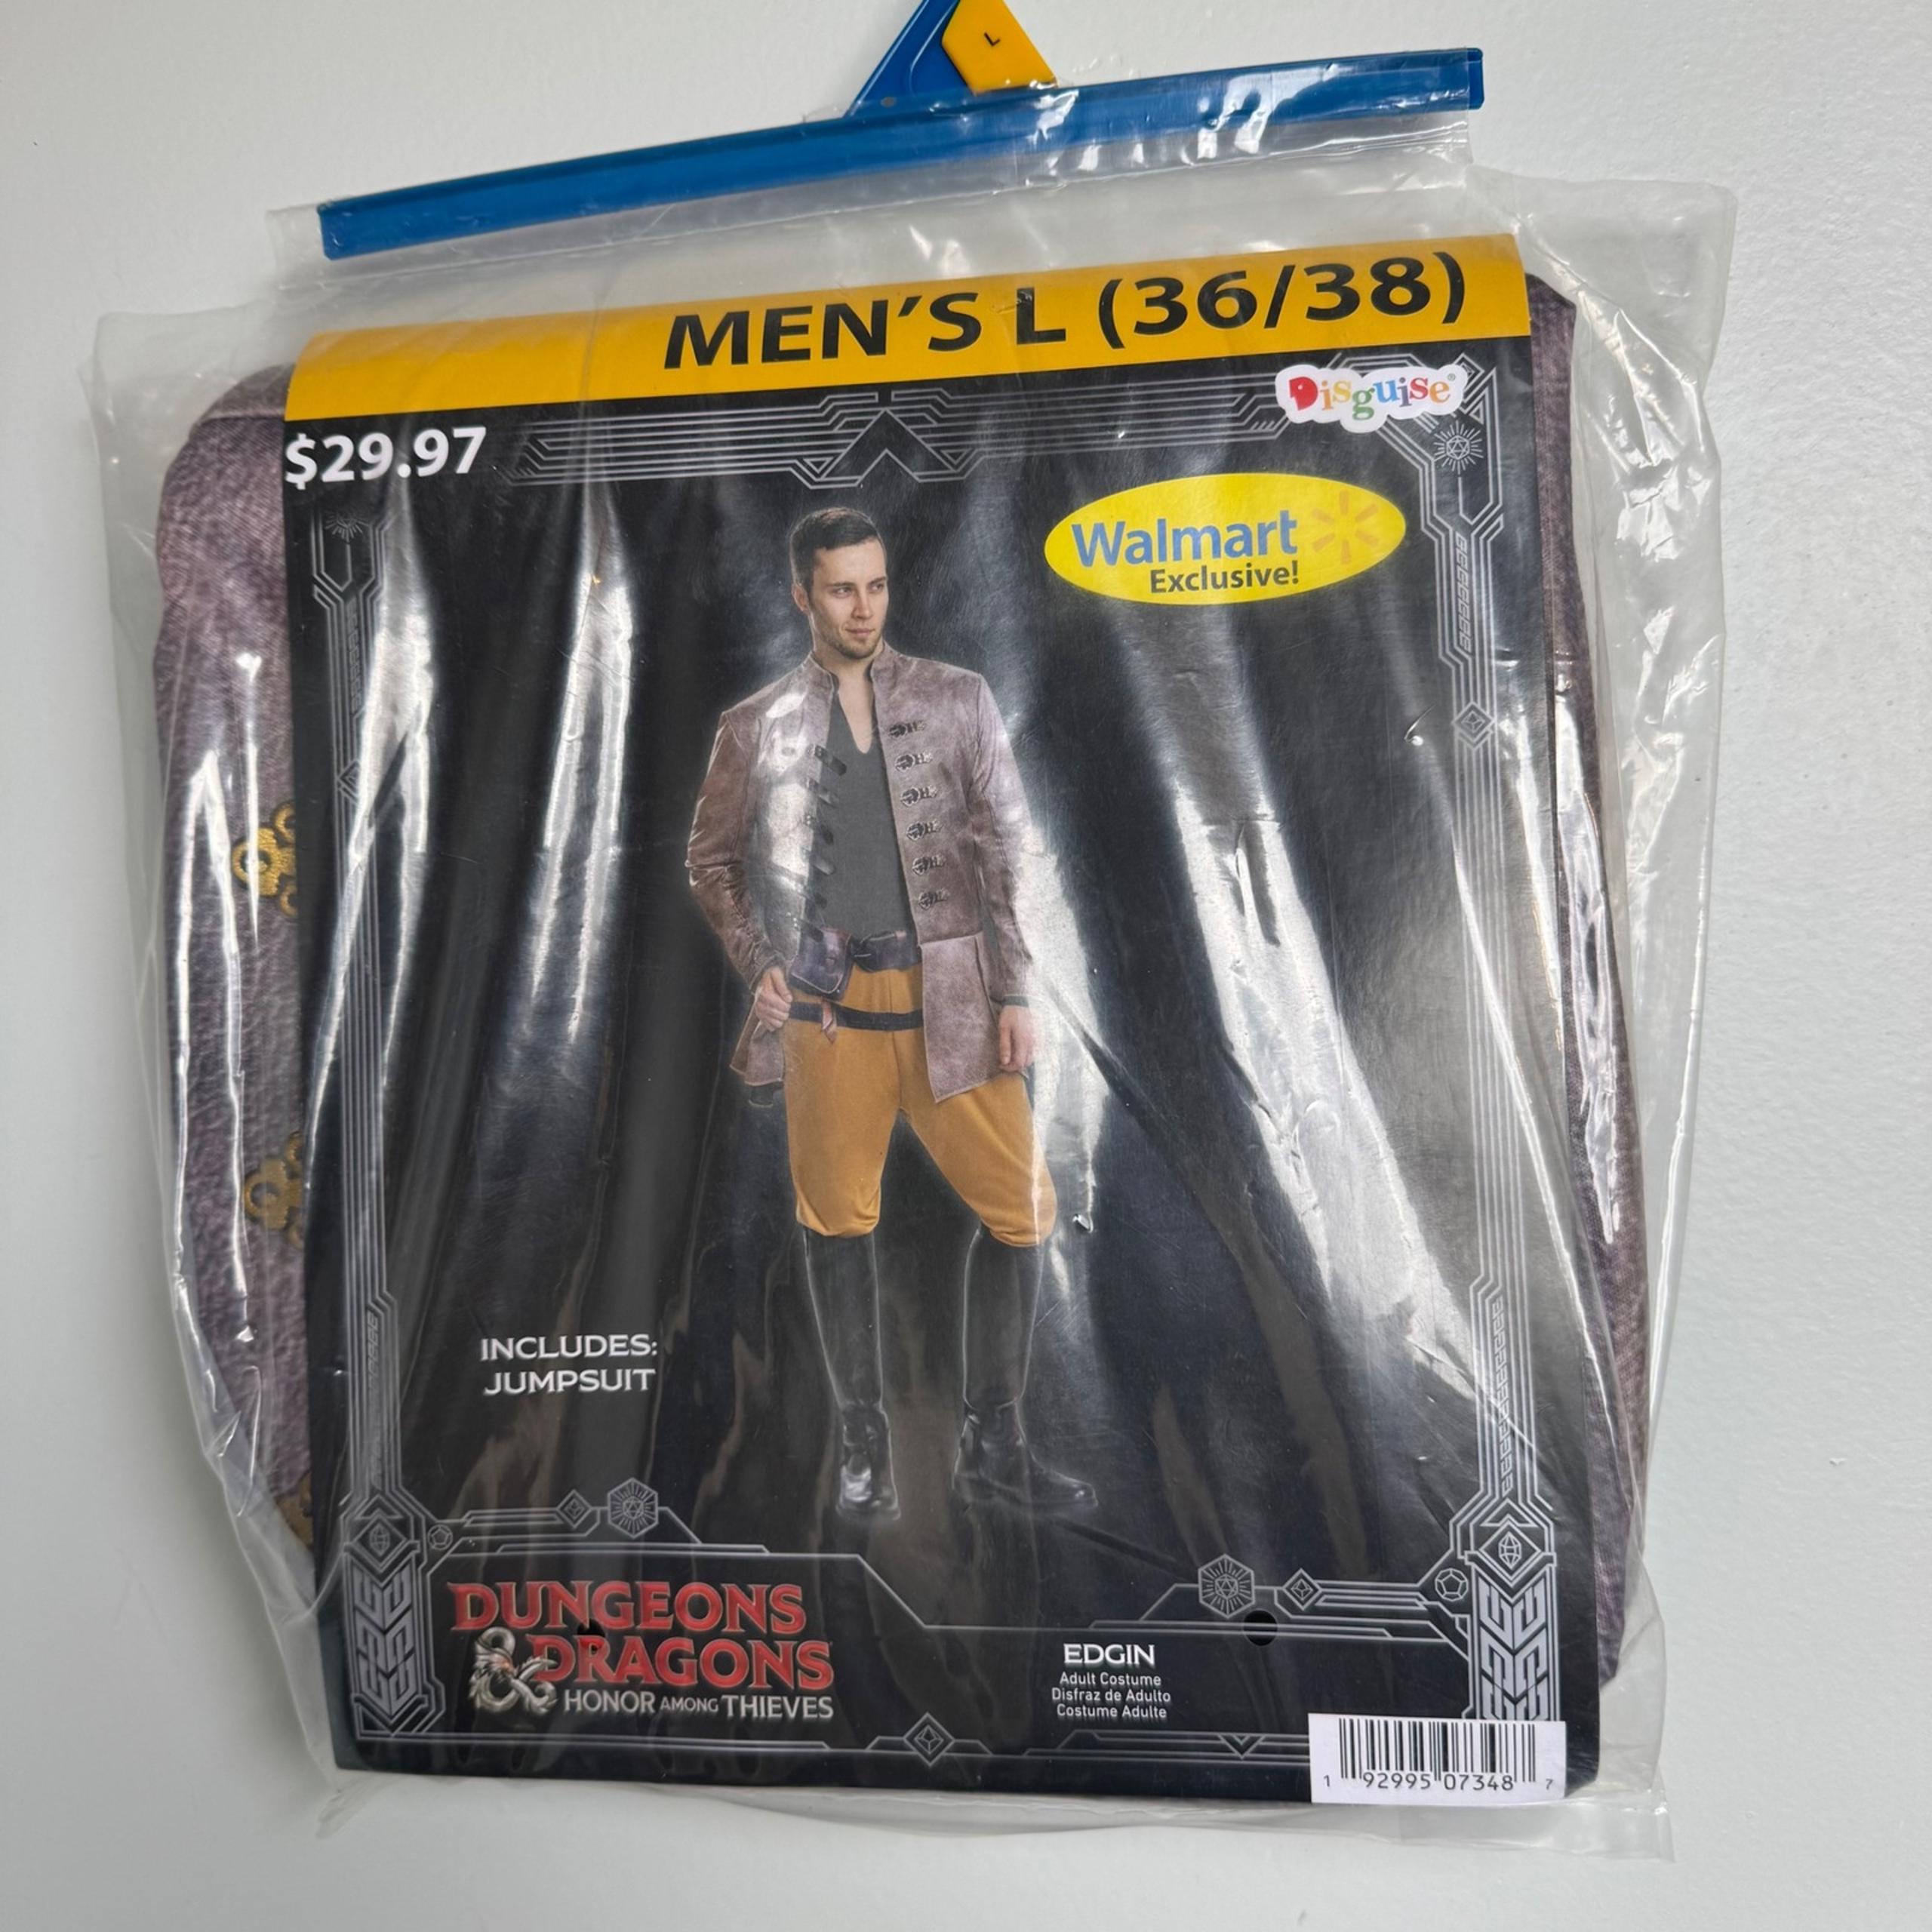 L
MEN'S L (36/38)
Disguise®
$29.97
Walmart
Exclusive!
INCLUDES:
JUMPSUIT
DUNGEONS
& DRAGONS
HONOR AMONG THIEVES
EDGIN
Adult Costume
Disfraz de Adulto
Costume Adulte
1 92995 07348 7